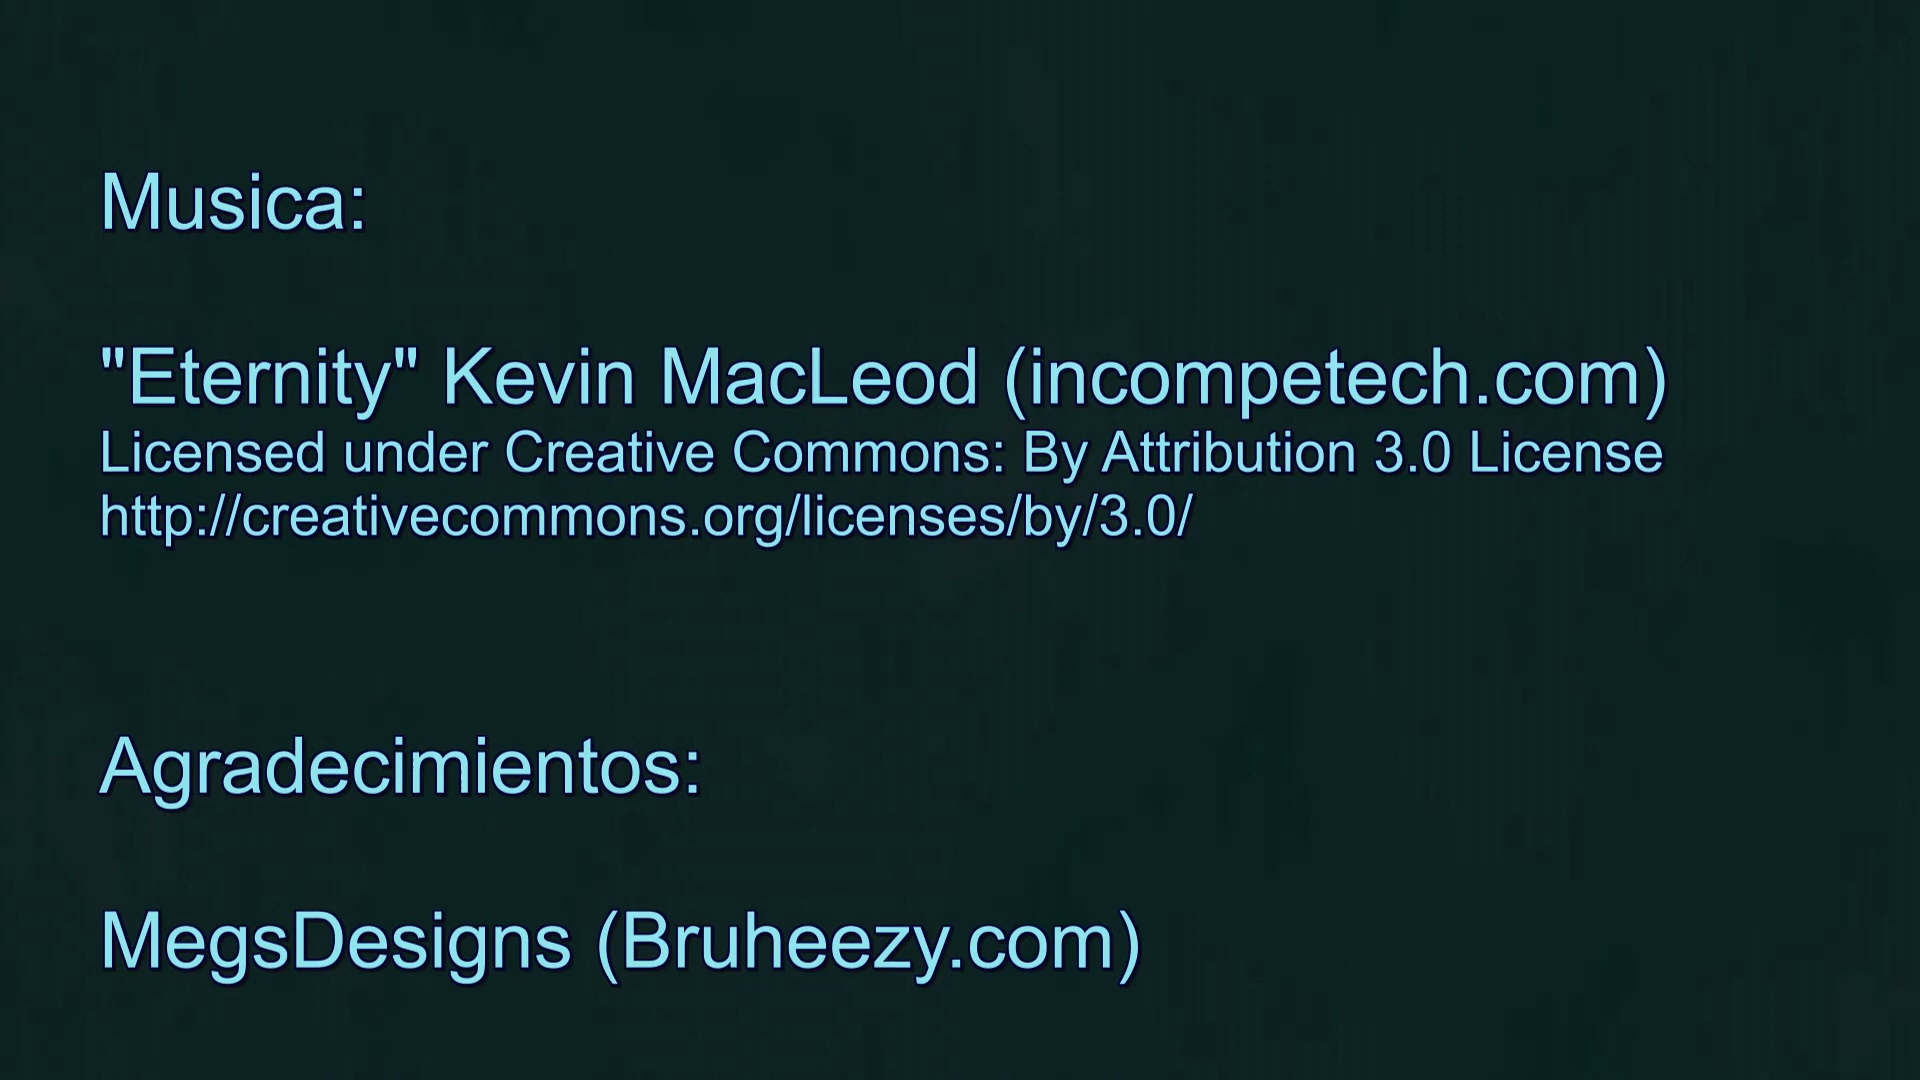 Musica:
"Eternity" Kevin MacLeod (incompetech.com)
Licensed under Creative Commons: By Attribution 3.0 License
http://creativecommons.org/licenses/by/3.0/
Agradecimientos:
MegsDesigns (Bruheezy.com)